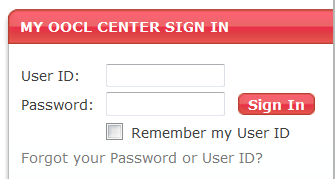 MY OOCL CENTER SIGN IN
User ID:
Password: Sign In
Remember my User ID
Forgot your Password or User ID?